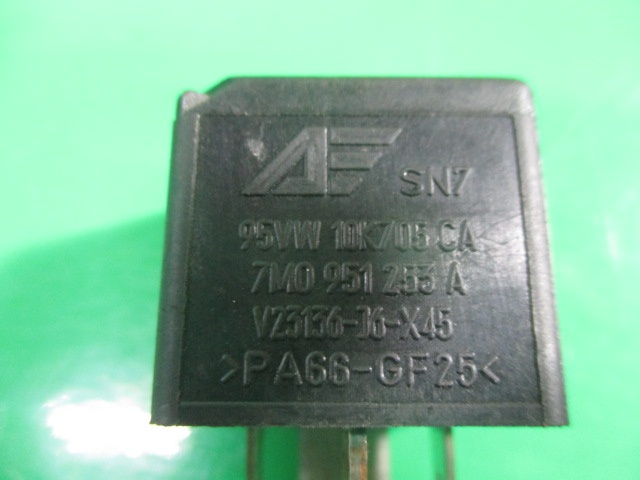 AF SN7
95VW 10K705 CA
7M0 951 253 A
V23136-J6-X45
>PA66-GF25<